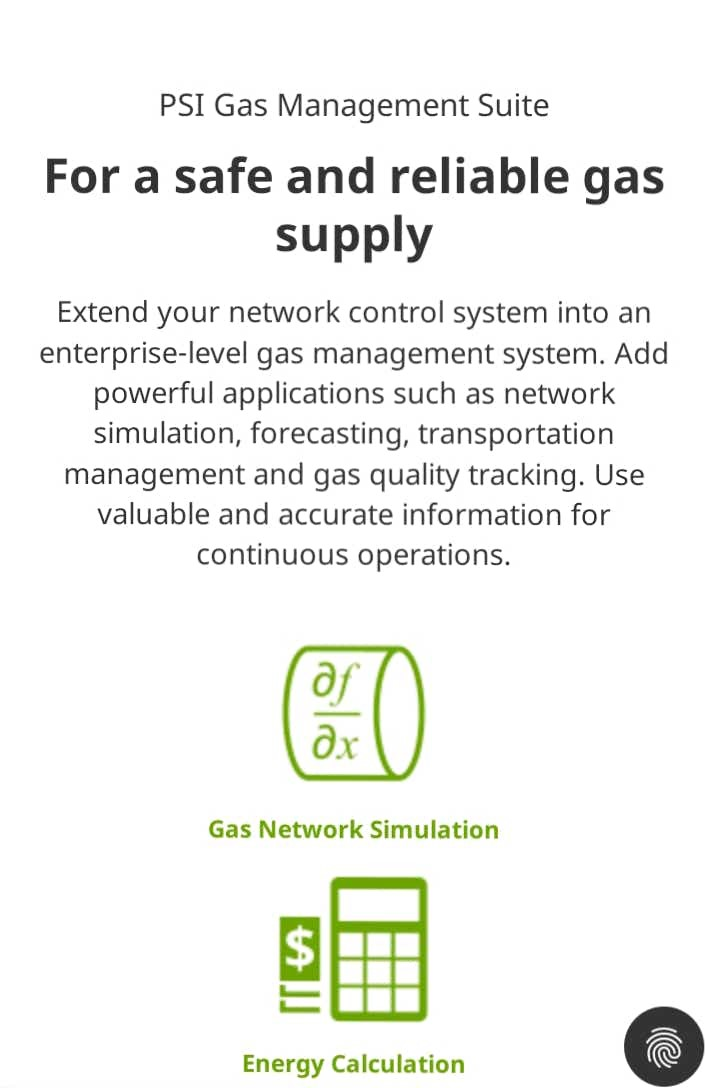 PSI Gas Management Suite
For a safe and reliable gas
supply
Extend your network control system into an
enterprise-level gas management system. Add
powerful applications such as network
simulation, forecasting, transportation
management and gas quality tracking. Use
valuable and accurate information for
continuous operations.
∂f
∂x
Gas Network Simulation
$
Energy Calculation